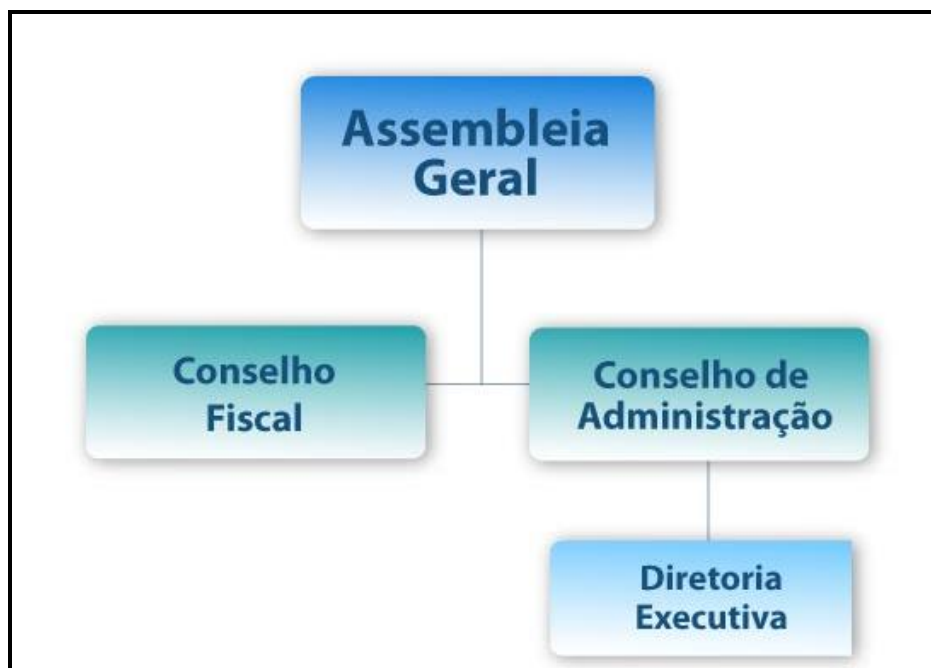 Assembleia
Geral
Conselho
Fiscal
Conselho de
Administração
Diretoria
Executiva